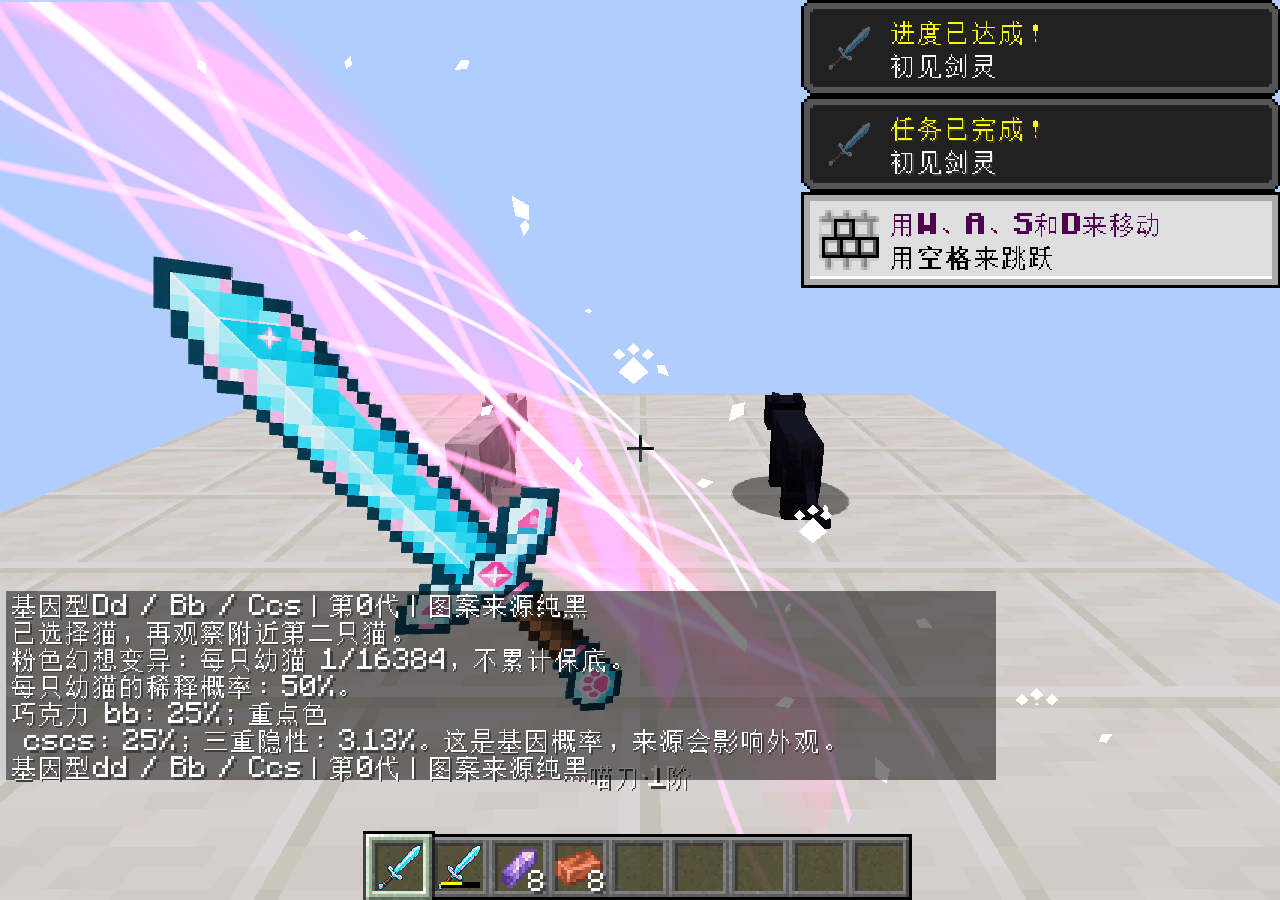 进度已达成！
初见剑灵
任务已完成！
初见剑灵
用W、A、S和D来移动
用空格来跳跃
基因型Dd / Bb / Ccs | 第0代 | 图案来源纯黑
已选择猫，再观察附近第二只猫。
粉色幻想变异：每只幼猫 1/16384，不累计保底。
每只幼猫的稀释概率：50%。
巧克力 bb：25%；重点色
cscs：25%；三重隐性：3.13%。这是基因概率，来源会影响外观。
基因型dd / Bb / Ccs | 第0代 | 图案来源纯黑
喵刀·1阶
8
8